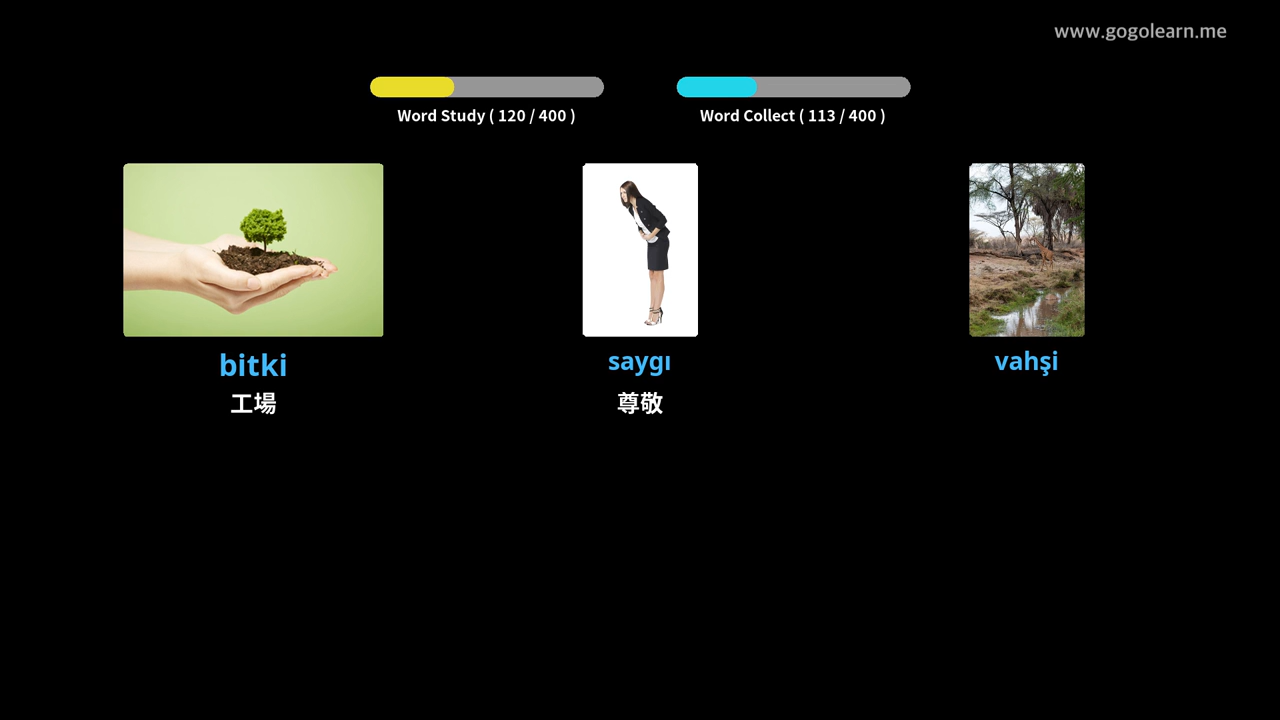 www.gogolearn.me
Word Study ( 120 / 400 )
Word Collect ( 113 / 400 )
bitki
工場
saygı
尊敬
vahşi